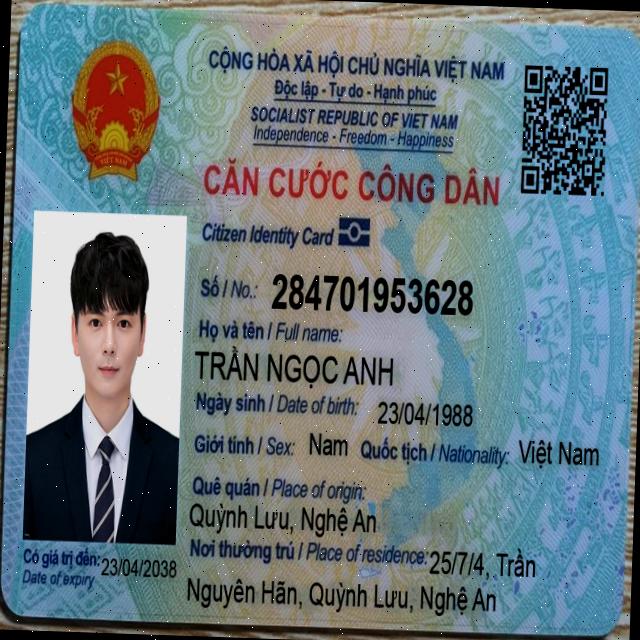 CỘNG HÒA XÃ HỘI CHỦ NGHĨA VIỆT NAM
Độc lập - Tự do - Hạnh phúc
SOCIALIST REPUBLIC OF VIET NAM
Independence - Freedom - Happiness
CĂN CƯỚC CÔNG DÂN
Citizen Identity Card
Số / No.: 284701953628
Họ và tên / Full name:
TRẦN NGỌC ANH
Ngày sinh / Date of birth: 23/04/1988
Giới tính / Sex: Nam Quốc tịch / Nationality: Việt Nam
Quê quán / Place of origin:
Quỳnh Lưu, Nghệ An
Nơi thường trú / Place of residence: 25/7/4, Trần
Nguyên Hãn, Quỳnh Lưu, Nghệ An
Có giá trị đến: 23/04/2038
Date of expiry
VIỆT NAM